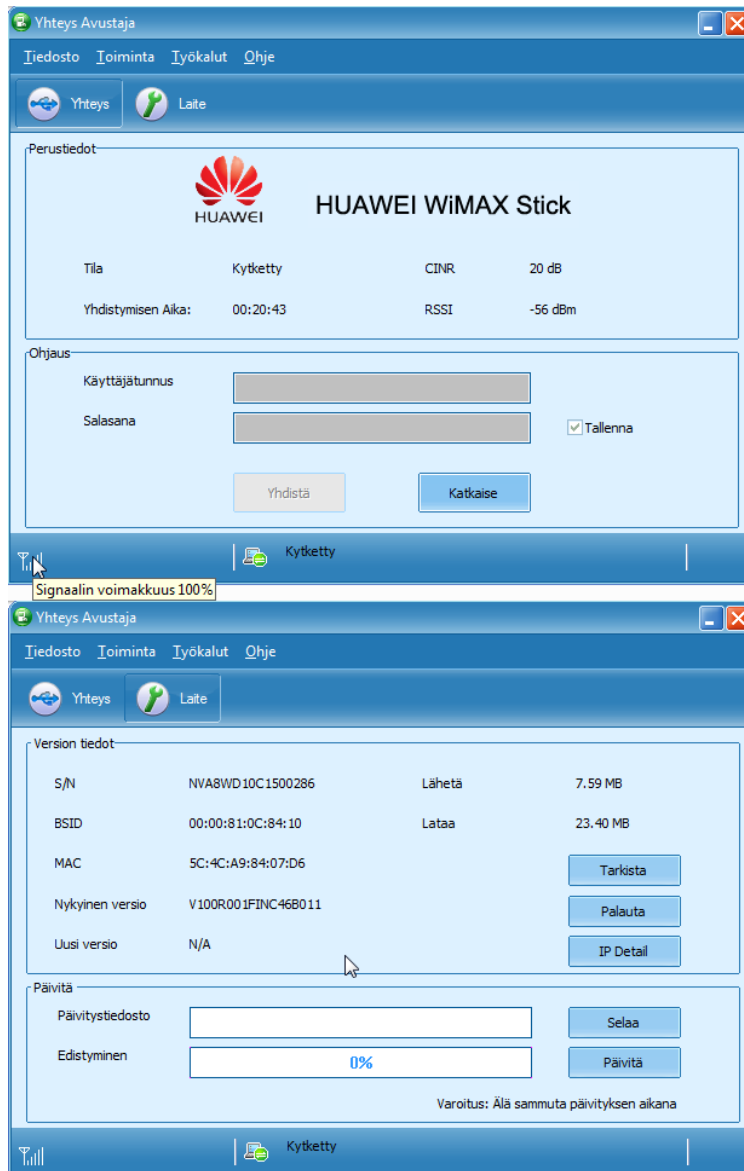 Yhteys Avustaja
Tiedosto Toiminta Työkalut Ohje
Yhteys Laite
Perustiedot
HUAWEI
HUAWEI WiMAX Stick
Tila Kytketty CINR 20 dB
Yhdistymisen Aika: 00:20:43 RSSI -56 dBm
Ohjaus
Käyttäjätunnus
Salasana Tallenna
Yhdistä Katkaise
Kytketty
Signaalin voimakkuus 100%
Yhteys Avustaja
Tiedosto Toiminta Työkalut Ohje
Yhteys Laite
Version tiedot
S/N NVA8WD10C1500286 Lähetä 7.59 MB
BSID 00:00:81:0C:84:10 Lataa 23.40 MB
MAC 5C:4C:A9:84:07:D6 Tarkista
Nykyinen versio V100R001FINC46B011 Palauta
Uusi versio N/A IP Detail
Päivitä
Päivitystiedosto Selaa
Edistyminen 0% Päivitä
Varoitus: Älä sammuta päivityksen aikana
Kytketty